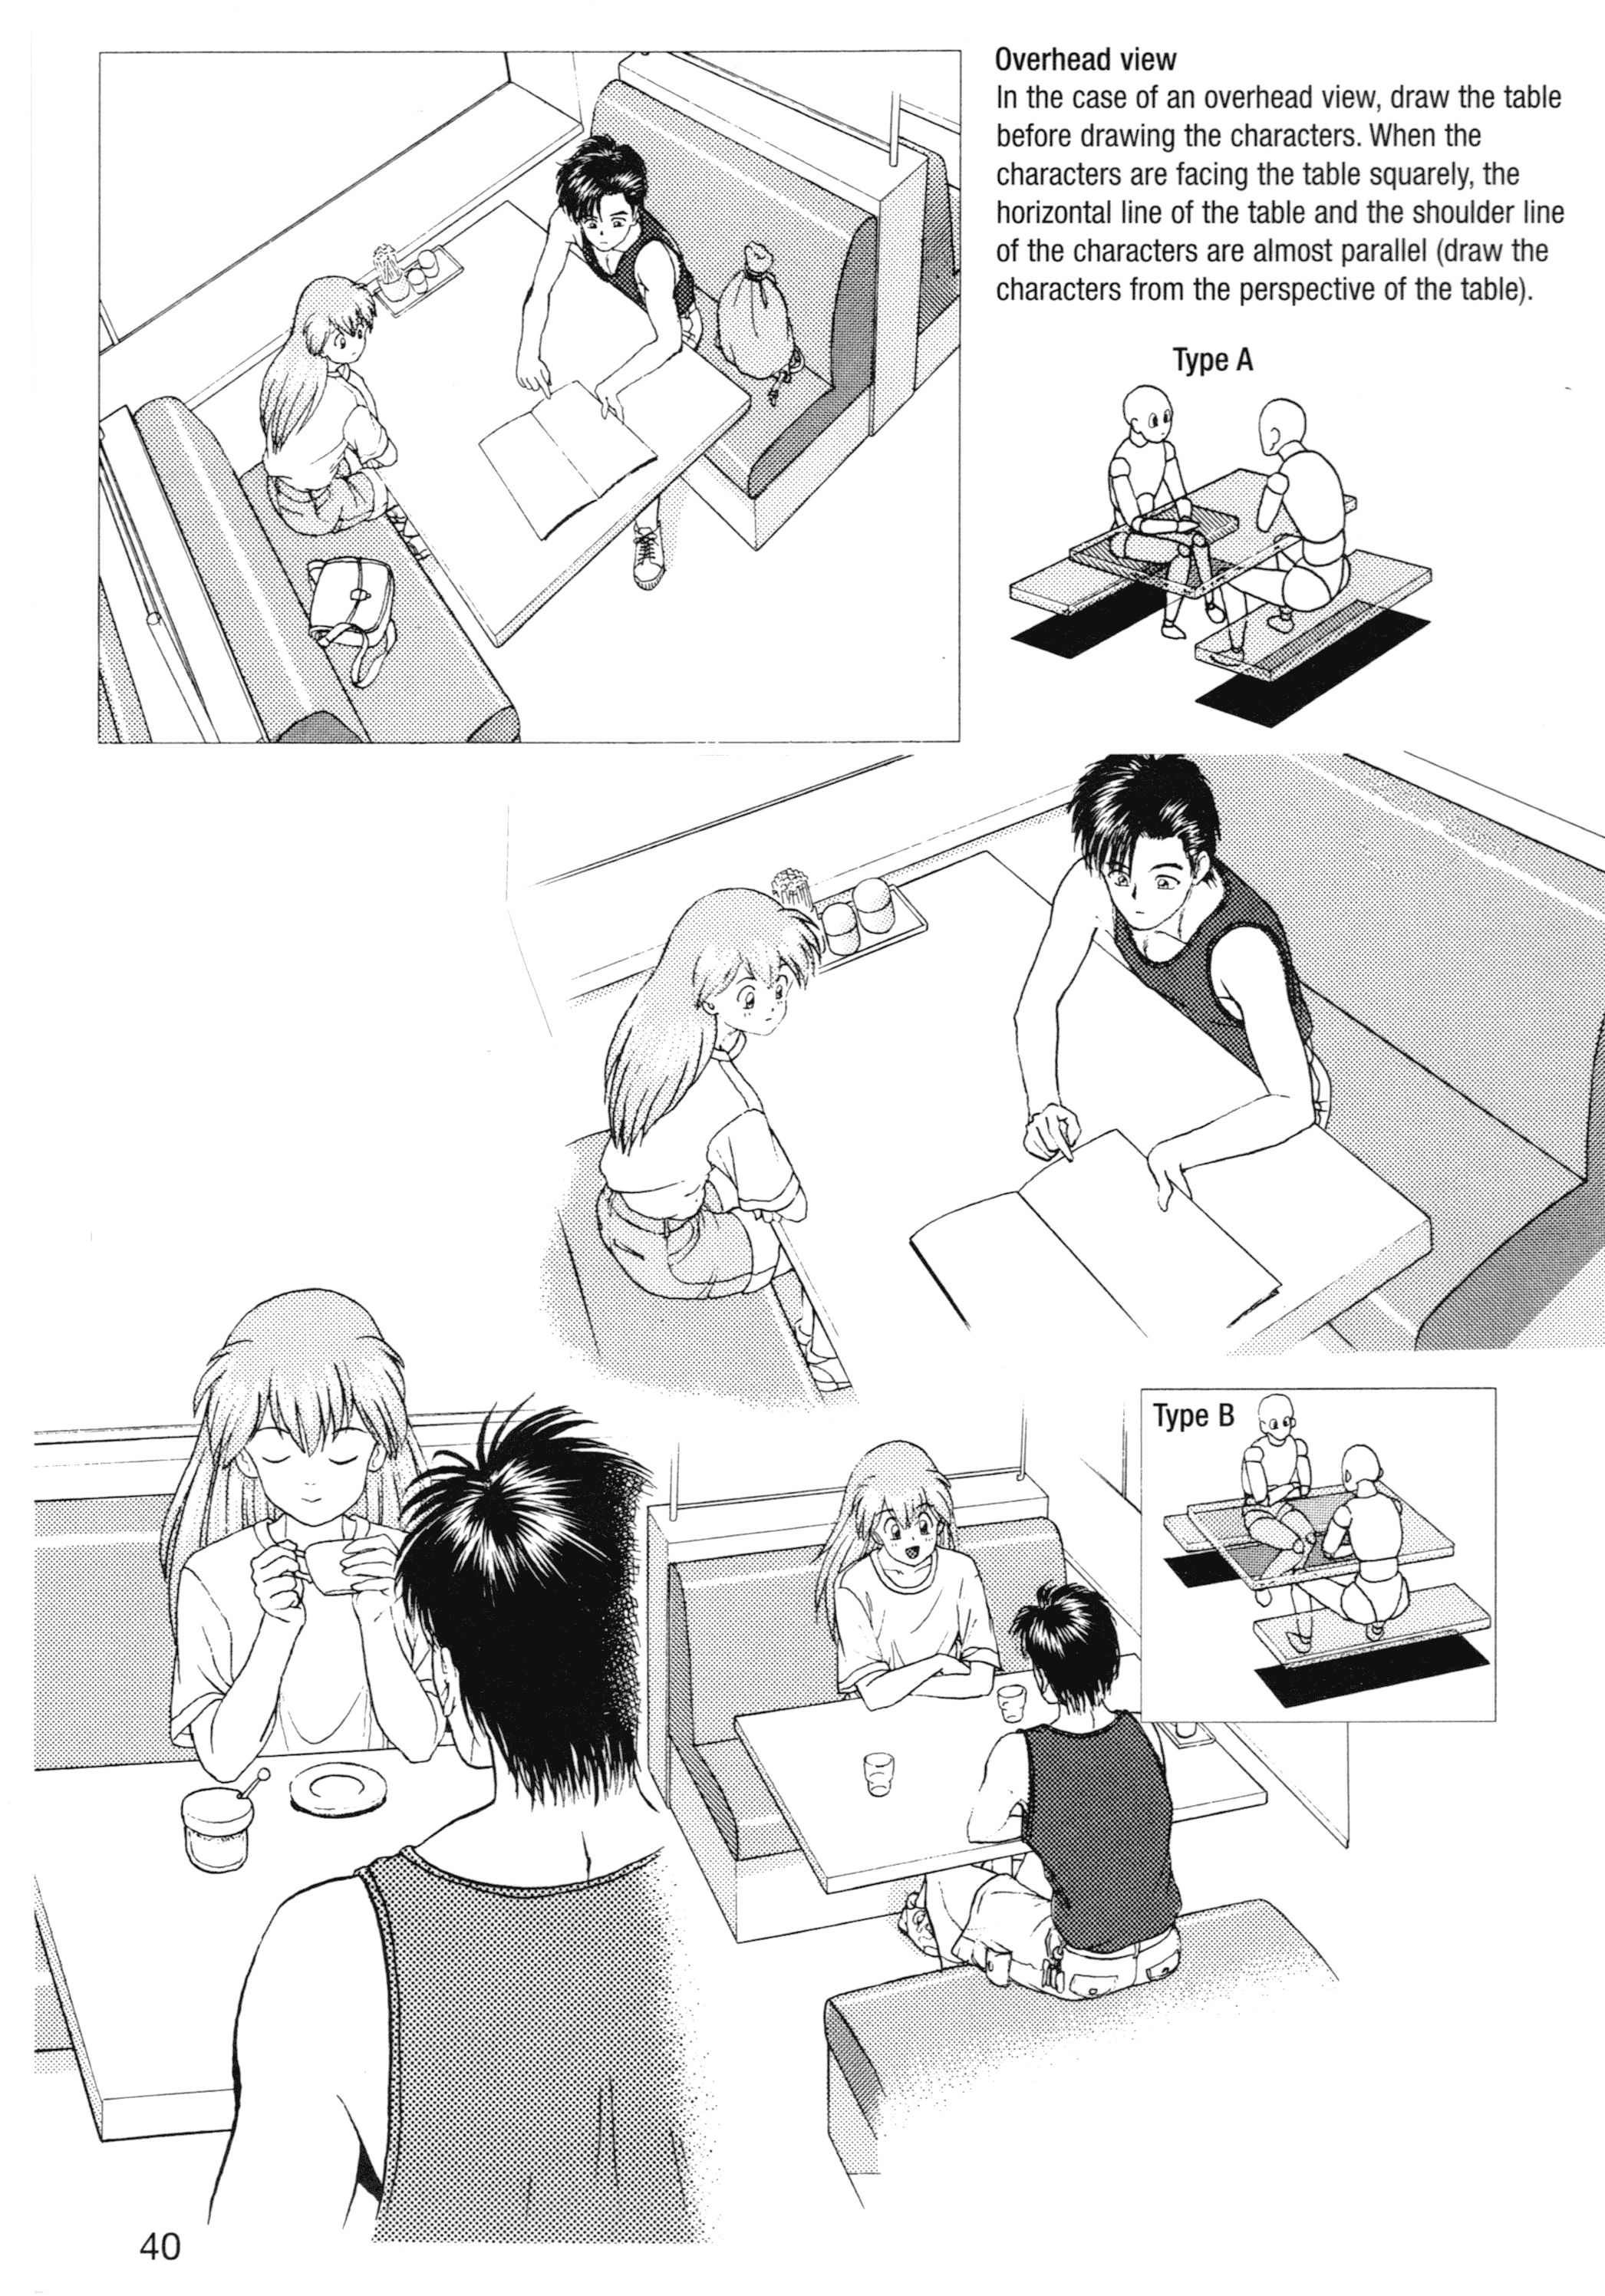 Overhead view
In the case of an overhead view, draw the table
before drawing the characters. When the
characters are facing the table squarely, the
horizontal line of the table and the shoulder line
of the characters are almost parallel (draw the
characters from the perspective of the table).
Type A
Type B
40